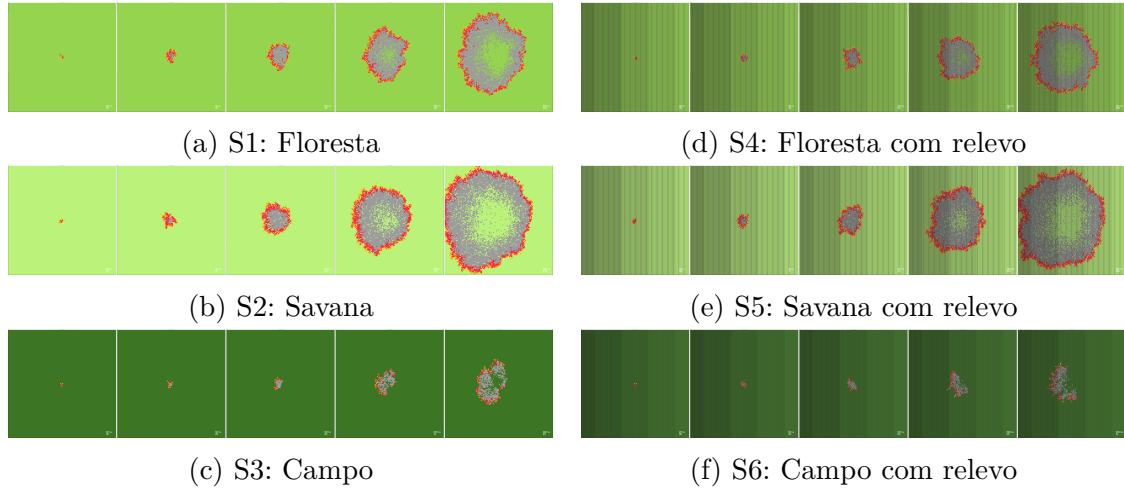 (a) S1: Floresta
(d) S4: Floresta com relevo
(b) S2: Savana
(e) S5: Savana com relevo
(c) S3: Campo
(f) S6: Campo com relevo